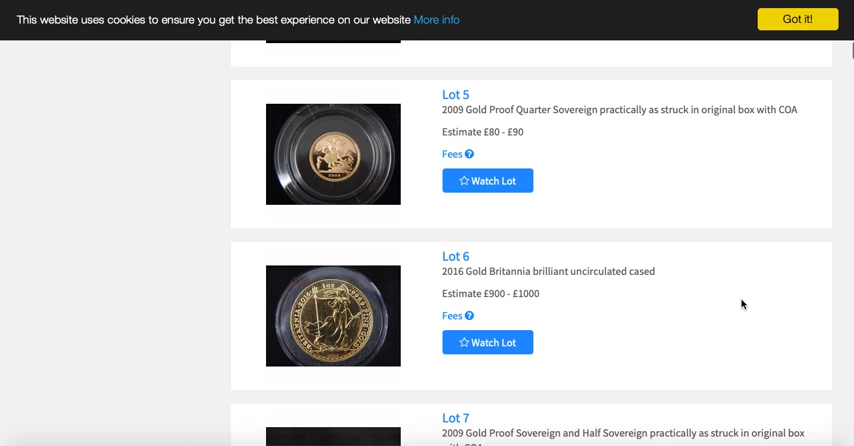 This website uses cookies to ensure you get the best experience on our website More info
Got it!
Lot 5
2009 Gold Proof Quarter Sovereign practically as struck in original box with COA
Estimate £80 - £90
Fees
Watch Lot
Lot 6
2016 Gold Britannia brilliant uncirculated cased
Estimate £900 - £1000
Fees
Watch Lot
Lot 7
2009 Gold Proof Sovereign and Half Sovereign practically as struck in original box
with COA